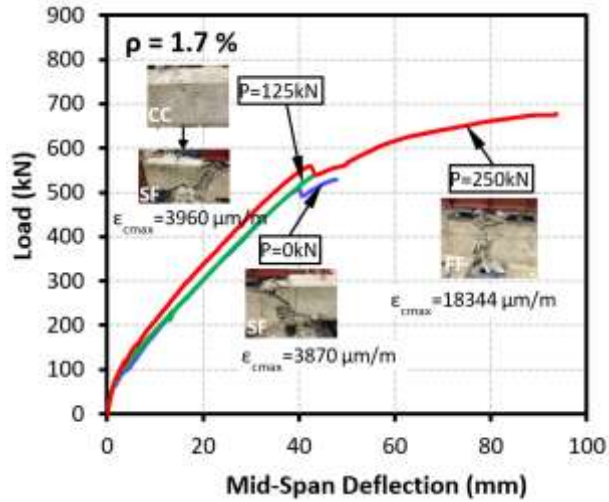 ρ = 1.7 %
CC
SF
ε_cmax =3960 µm/m
P=125kN
P=0kN
SF
ε_cmax =3870 µm/m
P=250kN
FF
ε_cmax =18344 µm/m
Load (kN)
900
800
700
600
500
400
300
200
100
0
0 20 40 60 80 100
Mid-Span Deflection (mm)